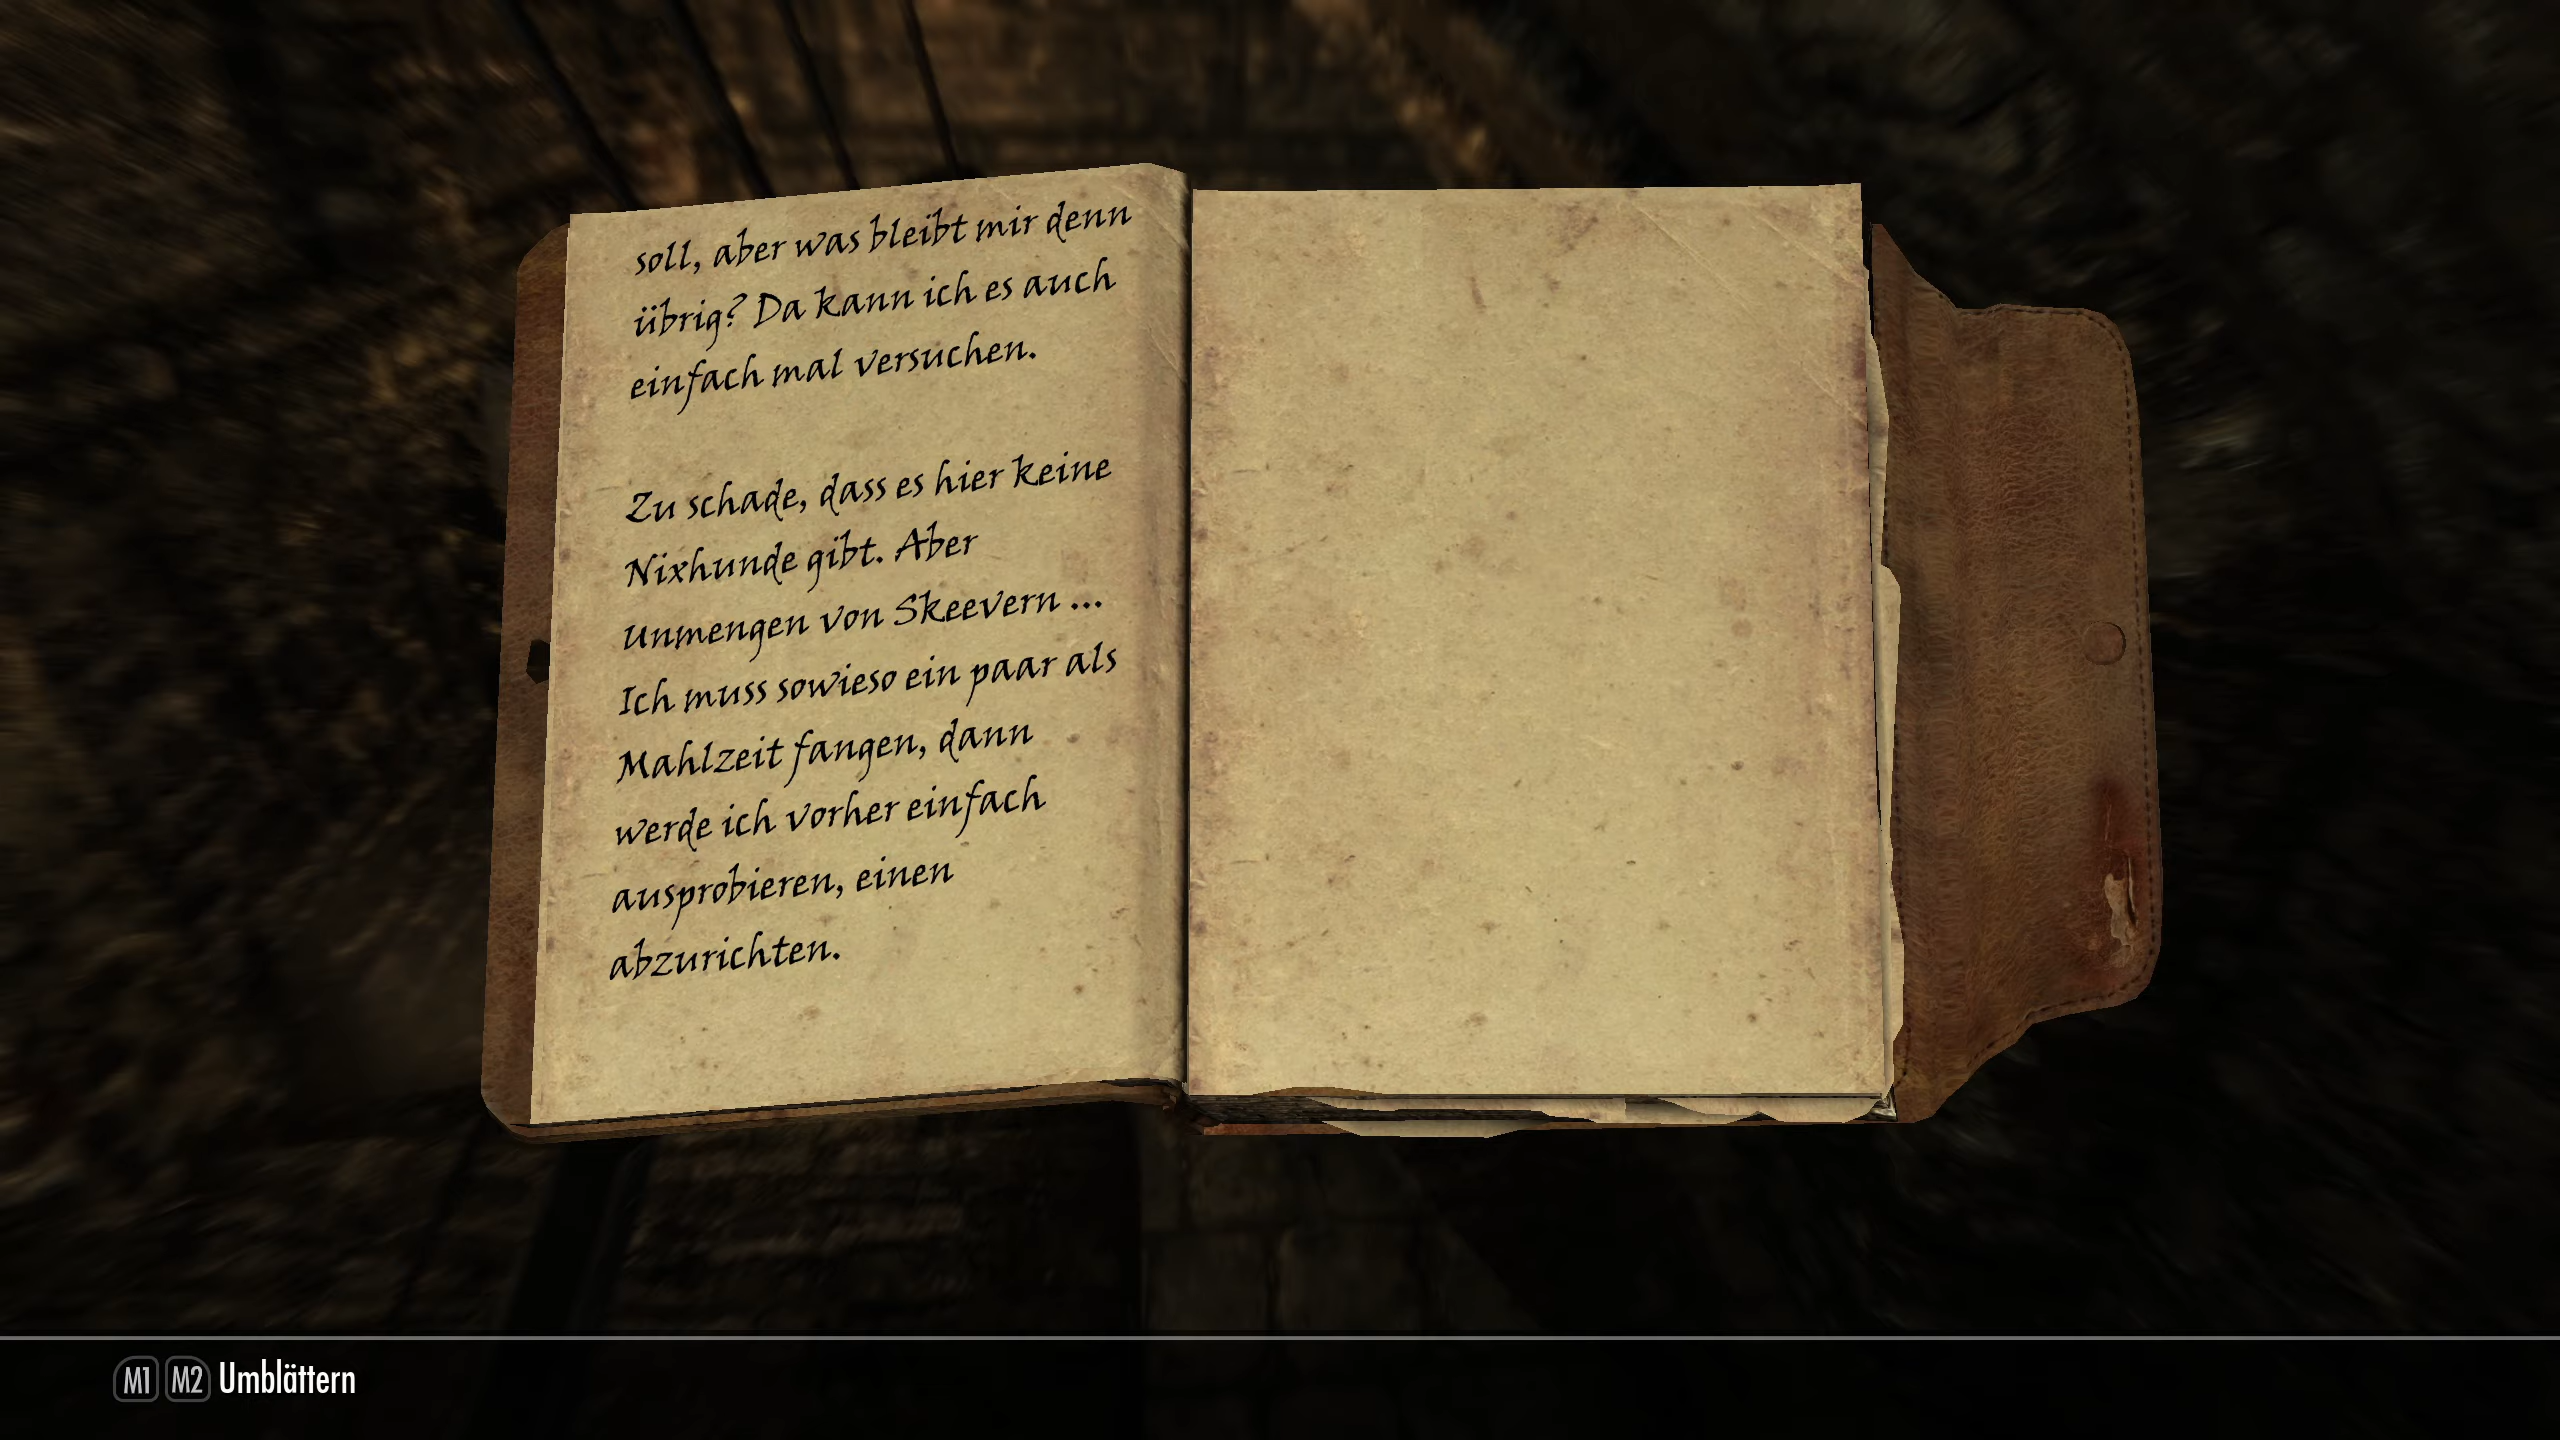 soll, aber was bleibt mir denn
übrig? Da kann ich es auch
einfach mal versuchen.
Zu schade, dass es hier keine
Nixhunde gibt. Aber
Unmengen von Skeevern ...
Ich muss sowieso ein paar als
Mahlzeit fangen, dann
werde ich vorher einfach
ausprobieren, einen
abzurichten.
M1 M2 Umblättern